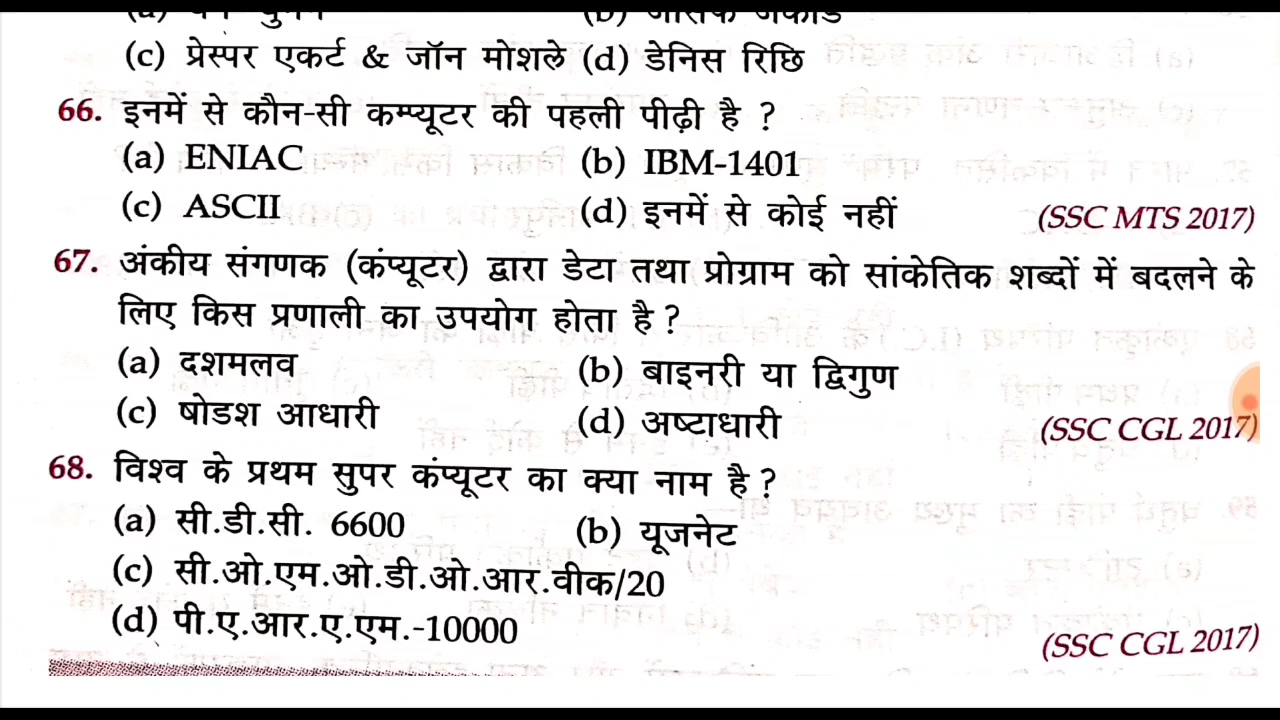 (c) प्रेस्पर एकर्ट & जॉन मोशले (d) डेनिस रिछि
66. इनमें से कौन-सी कम्प्यूटर की पहली पीढ़ी है ?
(a) ENIAC (b) IBM-1401
(c) ASCII (d) इनमें से कोई नहीं (SSC MTS 2017)
67. अंकीय संगणक (कंप्यूटर) द्वारा डेटा तथा प्रोग्राम को सांकेतिक शब्दों में बदलने के
लिए किस प्रणाली का उपयोग होता है ?
(a) दशमलव (b) बाइनरी या द्विगुण
(c) षोडश आधारी (d) अष्टाधारी (SSC CGL 2017)
68. विश्व के प्रथम सुपर कंप्यूटर का क्या नाम है ?
(a) सी.डी.सी. 6600 (b) यूजनेट
(c) सी.ओ.एम.ओ.डी.ओ.आर.वीक/20
(d) पी.ए.आर.ए.एम.-10000 (SSC CGL 2017)